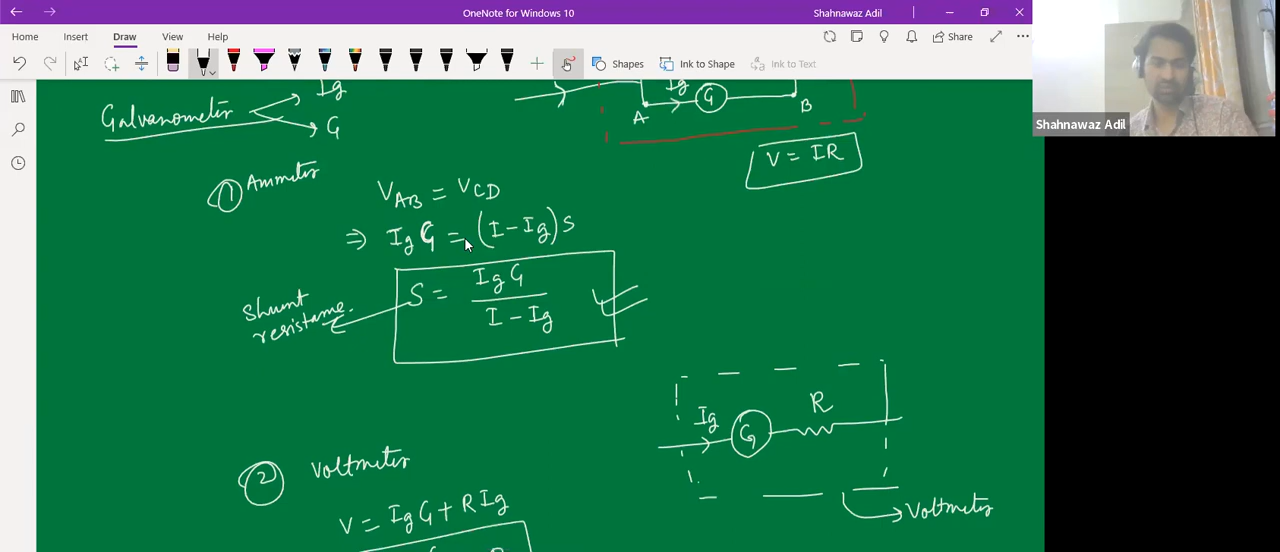 OneNote for Windows 10
Shahnawaz Adil
Home Insert Draw View Help
Share
Shapes
Ink to Shape
Ink to Text
Shahnawaz Adil
Galvanometer
Ig
G
Ig
G
A
B
V = IR
① Ammeter
V_AB = V_CD
⇒ Ig G = (I - Ig) S
S = Ig G / (I - Ig)
Shunt
resistance.
Ig
G
R
② Voltmeter
Voltmeter
V = Ig G + R Ig